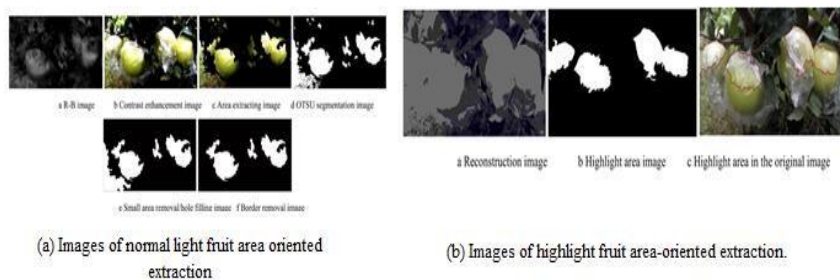 a R-B image b Contrast enhancement image c Area extracting image d OTSU segmentation image
e Small area removal/hole filline image f Border removal image
(a) Images of normal light fruit area oriented
extraction
a Reconstruction image b Highlight area image c Highlight area in the original image
(b) Images of highlight fruit area-oriented extraction.